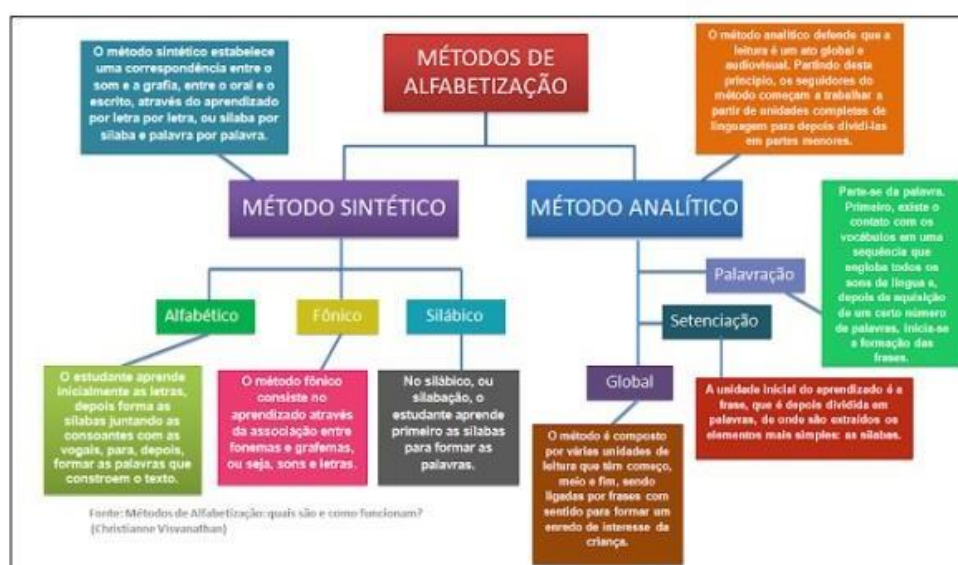 MÉTODOS DE
ALFABETIZAÇÃO
O método sintético estabelece
uma correspondência entre o
som e a grafia, entre o oral e o
escrito, através do aprendizado
por letra por letra, ou sílaba por
sílaba e palavra por palavra.
O método analítico defende que a
leitura é um ato global e
audiovisual. Partindo deste
princípio, os seguidores do
método começam a trabalhar a
partir de unidades completas de
linguagem para depois dividi-las
em partes menores.
MÉTODO SINTÉTICO
MÉTODO ANALÍTICO
Alfabético
Fônico
Silábico
Palavração
Setenciação
Global
Parte-se da palavra.
Primeiro, existe o
contato com os
vocábulos em uma
sequência que
engloba todos os
sons da língua e,
depois da aquisição
de um certo número
de palavras, inicia-se
a formação das
frases.
O estudante aprende
inicialmente as letras,
depois forma as
sílabas juntando as
consoantes com as
vogais, para, depois,
formar as palavras que
constroem o texto.
O método fônico
consiste no
aprendizado através
da associação entre
fonemas e grafemas,
ou seja, sons e letras.
No silábico, ou
silabação, o
estudante aprende
primeiro as sílabas
para formar as
palavras.
A unidade inicial do aprendizado é a
frase, que é depois dividida em
palavras, de onde são extraídos os
elementos mais simples: as sílabas.
O método é composto
por várias unidades de
leitura que têm começo,
meio e fim, sendo
ligadas por frases com
sentido para formar um
enredo de interesse da
criança.
Fonte: Métodos de Alfabetização: quais são e como funcionam?
(Christianne Visvanathan)